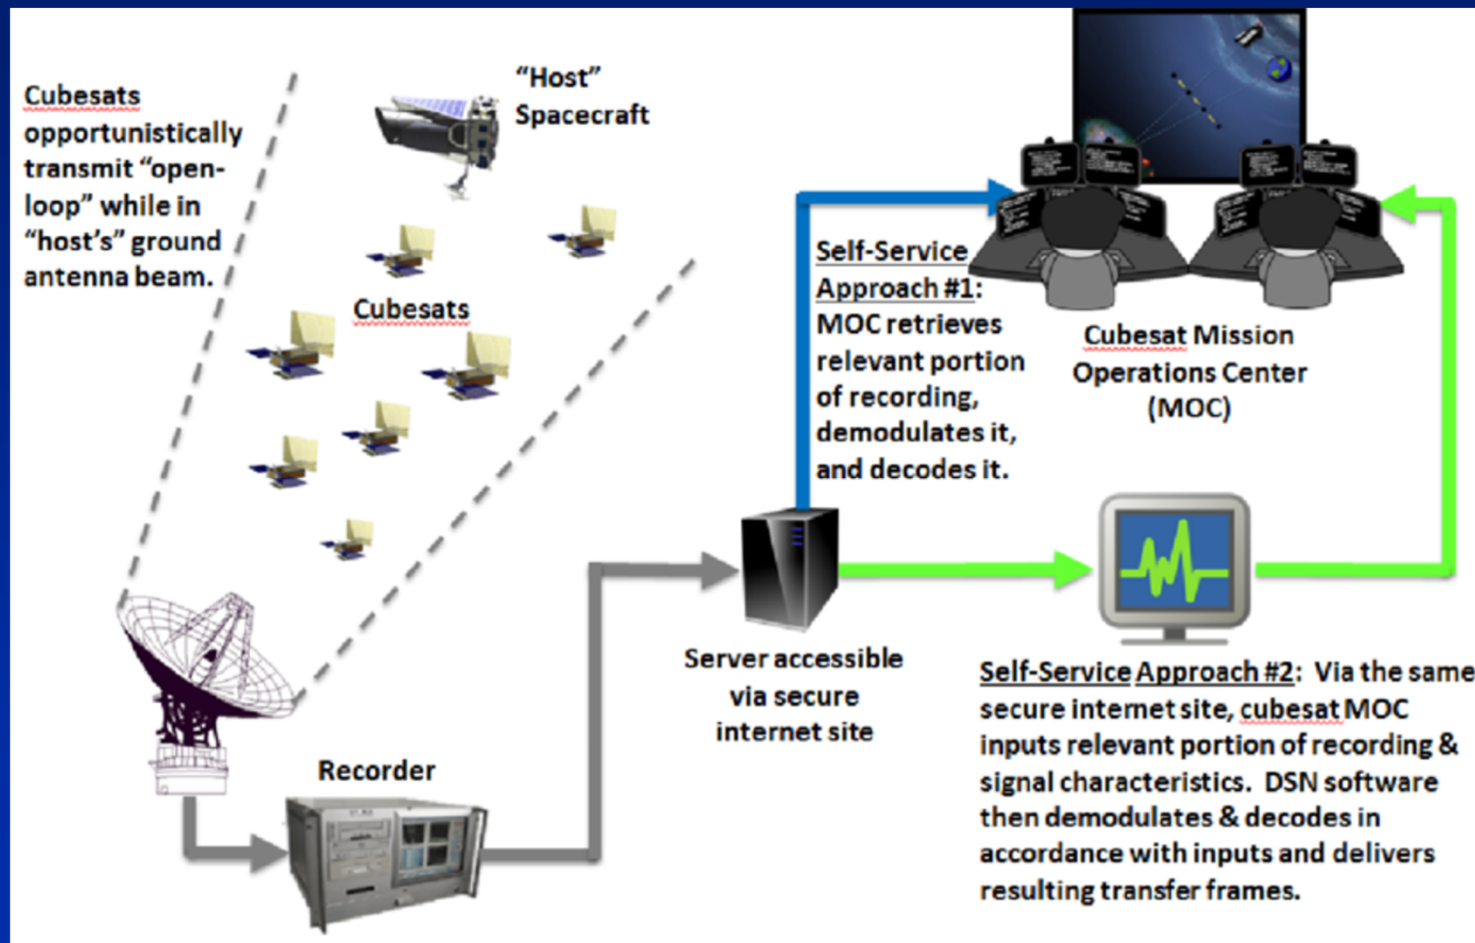 Cubesats
opportunistically
transmit “open-
loop” while in
“host’s” ground
antenna beam.
“Host”
Spacecraft
Cubesats
Self-Service
Approach #1:
MOC retrieves
relevant portion
of recording,
demodulates it,
and decodes it.
Cubesat Mission
Operations Center
(MOC)
Server accessible
via secure
internet site
Recorder
Self-Service Approach #2:  Via the same
secure internet site, cubesat MOC
inputs relevant portion of recording &
signal characteristics.  DSN software
then demodulates & decodes in
accordance with inputs and delivers
resulting transfer frames.